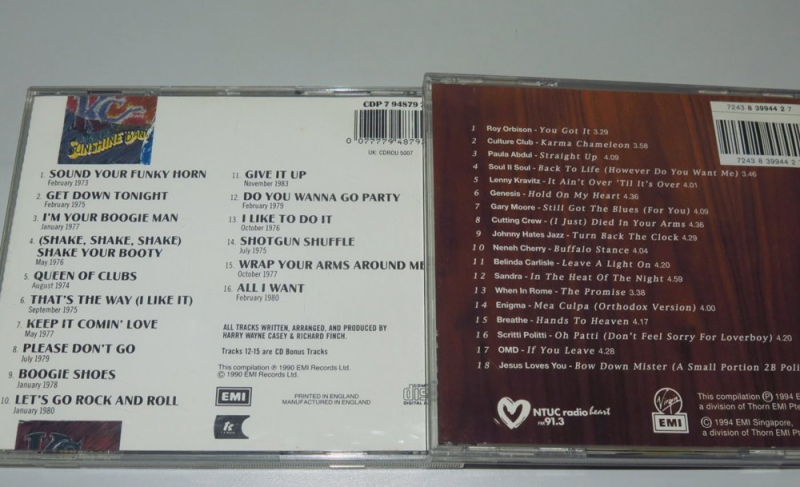 KC
SUNSHINE BAND
CDP 7 94879
0 077779 4879
UK: CDROU 5007
1. SOUND YOUR FUNKY HORN
February 1973
2. GET DOWN TONIGHT
February 1975
3. I'M YOUR BOOGIE MAN
January 1977
4. (SHAKE, SHAKE, SHAKE)
SHAKE YOUR BOOTY
May 1976
5. QUEEN OF CLUBS
August 1974
6. THAT'S THE WAY (I LIKE IT)
September 1975
7. KEEP IT COMIN' LOVE
May 1977
8. PLEASE DON'T GO
July 1979
9. BOOGIE SHOES
January 1978
10. LET'S GO ROCK AND ROLL
January 1980
11. GIVE IT UP
November 1983
12. DO YOU WANNA GO PARTY
February 1979
13. I LIKE TO DO IT
October 1976
14. SHOTGUN SHUFFLE
July 1975
15. WRAP YOUR ARMS AROUND ME
October 1977
16. ALL I WANT
February 1980
ALL TRACKS WRITTEN, ARRANGED, AND PRODUCED BY
HARRY WAYNE CASEY & RICHARD FINCH.
Tracks 12-15 are CD Bonus Tracks
This compilation ℗ 1990 EMI Records Ltd.
© 1990 EMI Records Ltd.
EMI
PRINTED IN ENGLAND
MANUFACTURED IN ENGLAND
fk
7243 8 39944 2 7
7243 8 39944 2
1 Roy Orbison - You Got It 3.29
2 Culture Club - Karma Chameleon 3.58
3 Paula Abdul - Straight Up 4.09
4 Soul II Soul - Back To Life (However Do You Want Me) 3.46
5 Lenny Kravitz - It Ain't Over 'Til It's Over 4.01
6 Genesis - Hold On My Heart 4.36
7 Gary Moore - Still Got The Blues (For You) 4.09
8 Cutting Crew - (I Just) Died In Your Arms 4.36
9 Johnny Hates Jazz - Turn Back The Clock 4.29
10 Neneh Cherry - Buffalo Stance 4.04
11 Belinda Carlisle - Leave A Light On 4.20
12 Sandra - In The Heat Of The Night 4.59
13 When In Rome - The Promise 3.38
14 Enigma - Mea Culpa (Orthodox Version) 4.00
15 Breathe - Hands To Heaven 4.17
16 Scritti Politti - Oh Patti (Don't Feel Sorry For Loverboy) 4.20
17 OMD - If You Leave 4.28
18 Jesus Loves You - Bow Down Mister (A Small Portion 2B Poli
NTUC radio heart
FM 91.3
Virgin
EMI
This compilation ℗ 1994 EM
a division of Thorn EMI Pte
© 1994 EMI Singapore,
a division of Thorn EMI Pt